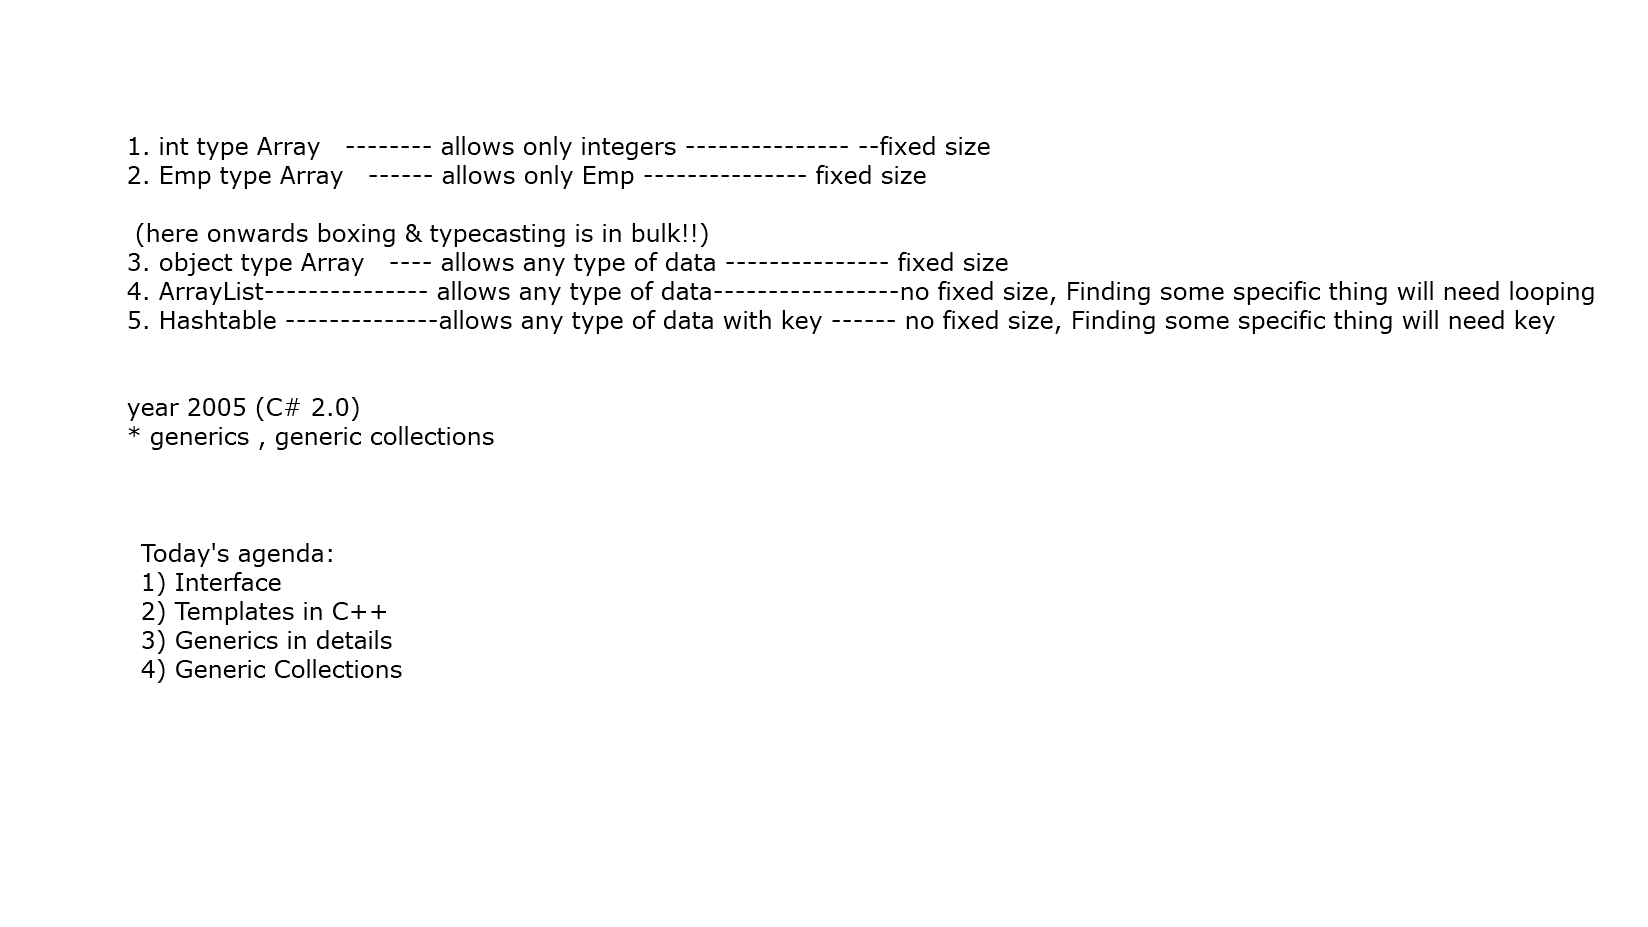 1. int type Array   -------- allows only integers --------------- --fixed size
2. Emp type Array   ------ allows only Emp --------------- fixed size
(here onwards boxing & typecasting is in bulk!!)
3. object type Array   ---- allows any type of data --------------- fixed size
4. ArrayList--------------- allows any type of data-----------------no fixed size, Finding some specific thing will need looping
5. Hashtable --------------allows any type of data with key ------ no fixed size, Finding some specific thing will need key
year 2005 (C# 2.0)
* generics , generic collections
Today's agenda:
1) Interface
2) Templates in C++
3) Generics in details
4) Generic Collections